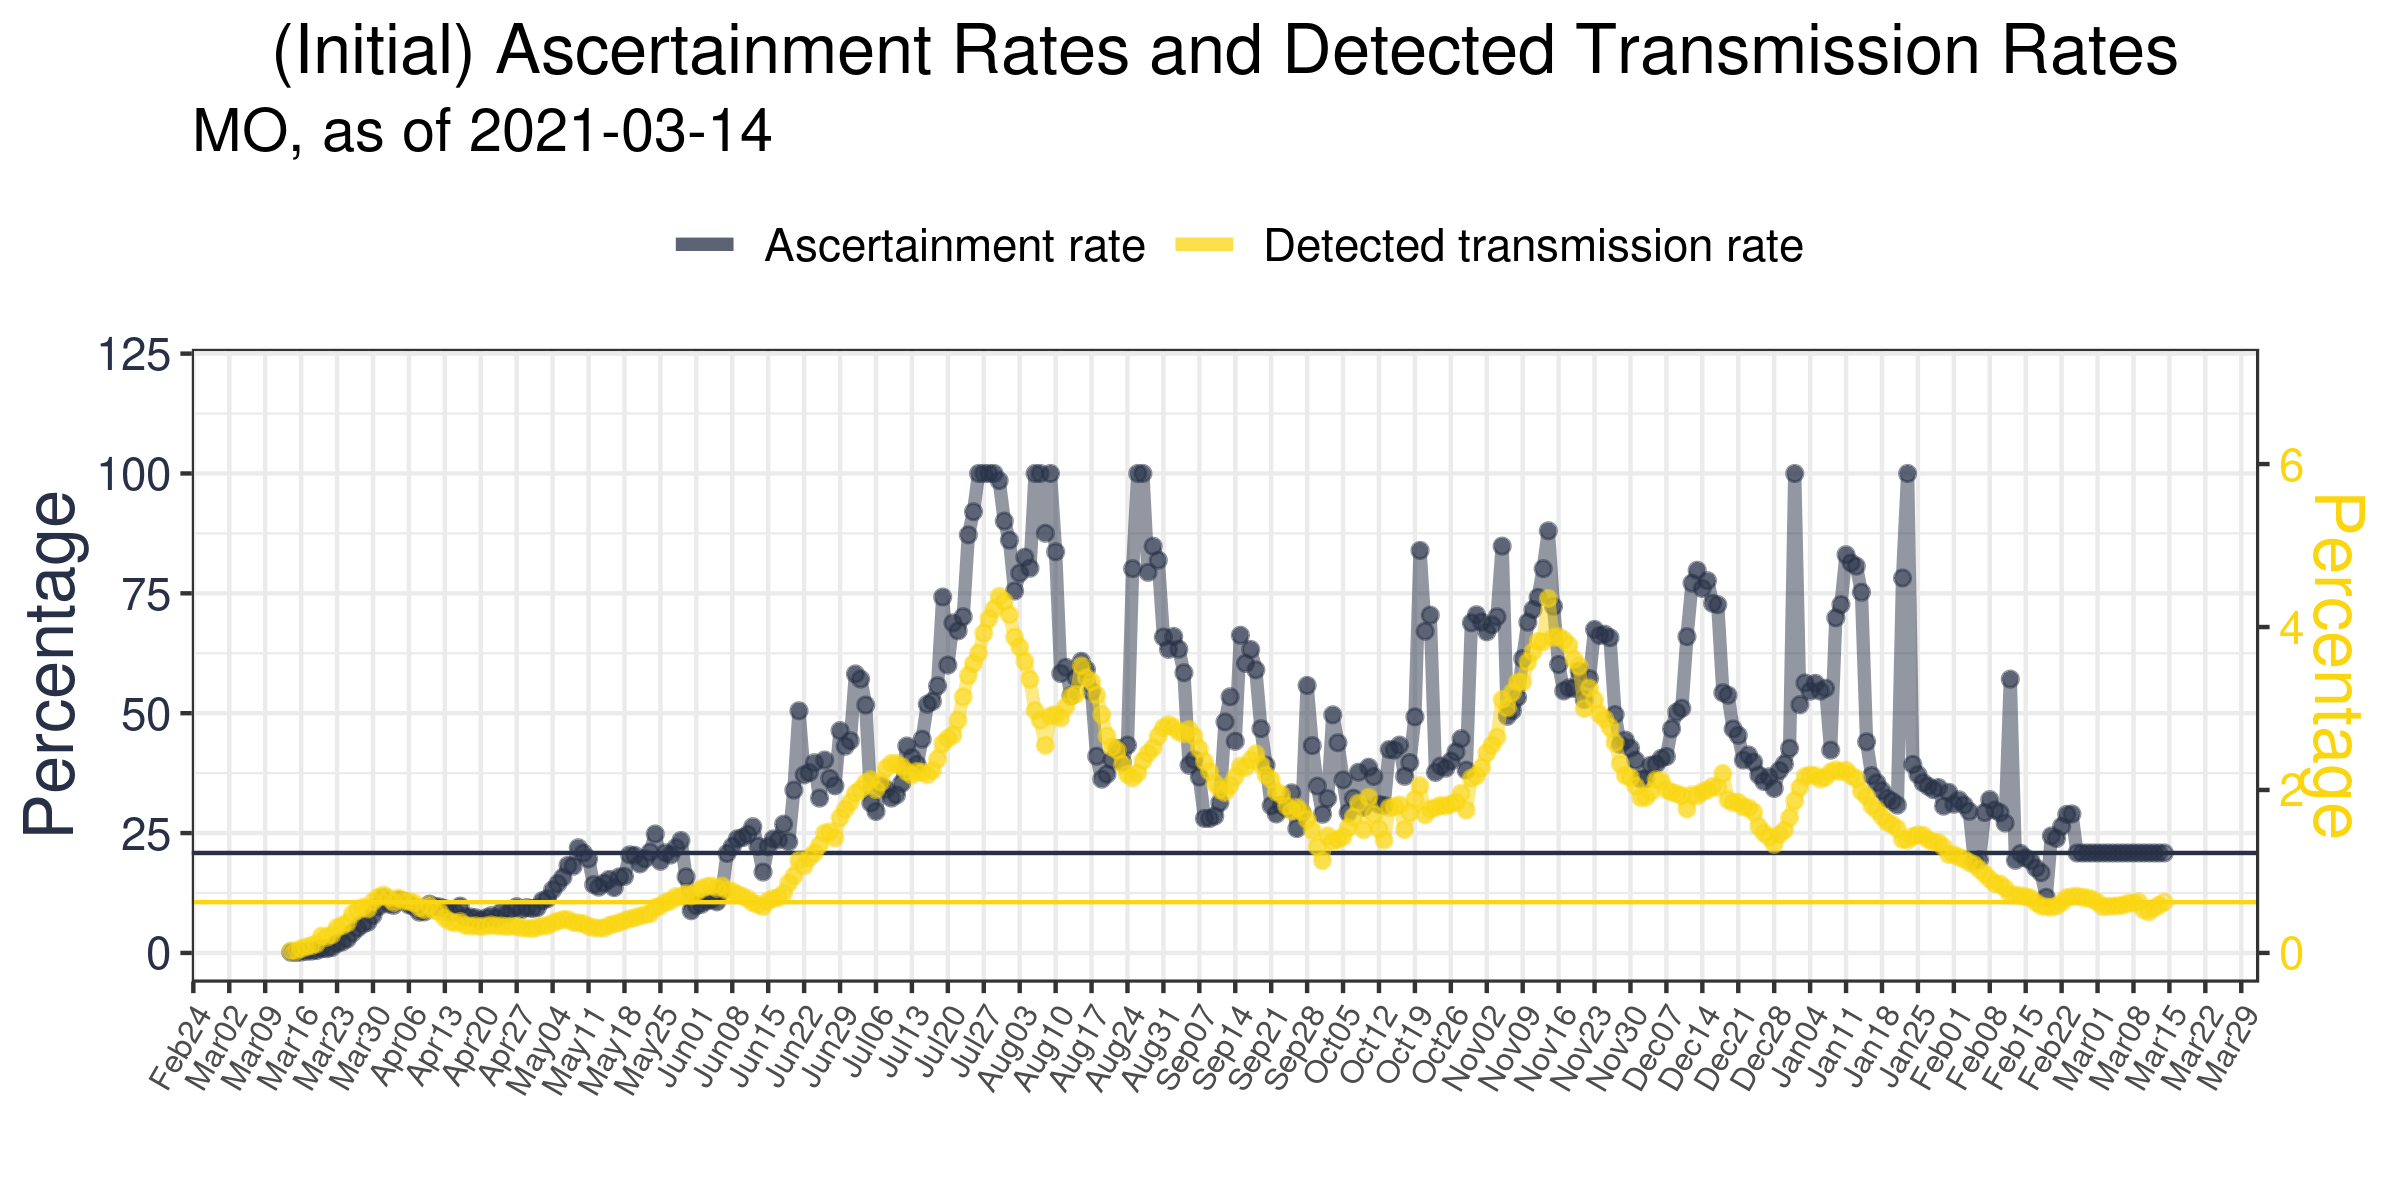 (Initial) Ascertainment Rates and Detected Transmission Rates
MO, as of 2021-03-14
Ascertainment rate
Detected transmission rate
125
100
75
50
25
0
Percentage
6
4
2
0
Percentage
Feb24
Mar02
Mar09
Mar16
Mar23
Mar30
Apr06
Apr13
Apr20
Apr27
May04
May11
May18
May25
Jun01
Jun08
Jun15
Jun22
Jun29
Jul06
Jul13
Jul20
Jul27
Aug03
Aug10
Aug17
Aug24
Aug31
Sep07
Sep14
Sep21
Sep28
Oct05
Oct12
Oct19
Oct26
Nov02
Nov09
Nov16
Nov23
Nov30
Dec07
Dec14
Dec21
Dec28
Jan04
Jan11
Jan18
Jan25
Feb01
Feb08
Feb15
Feb22
Mar01
Mar08
Mar15
Mar22
Mar29